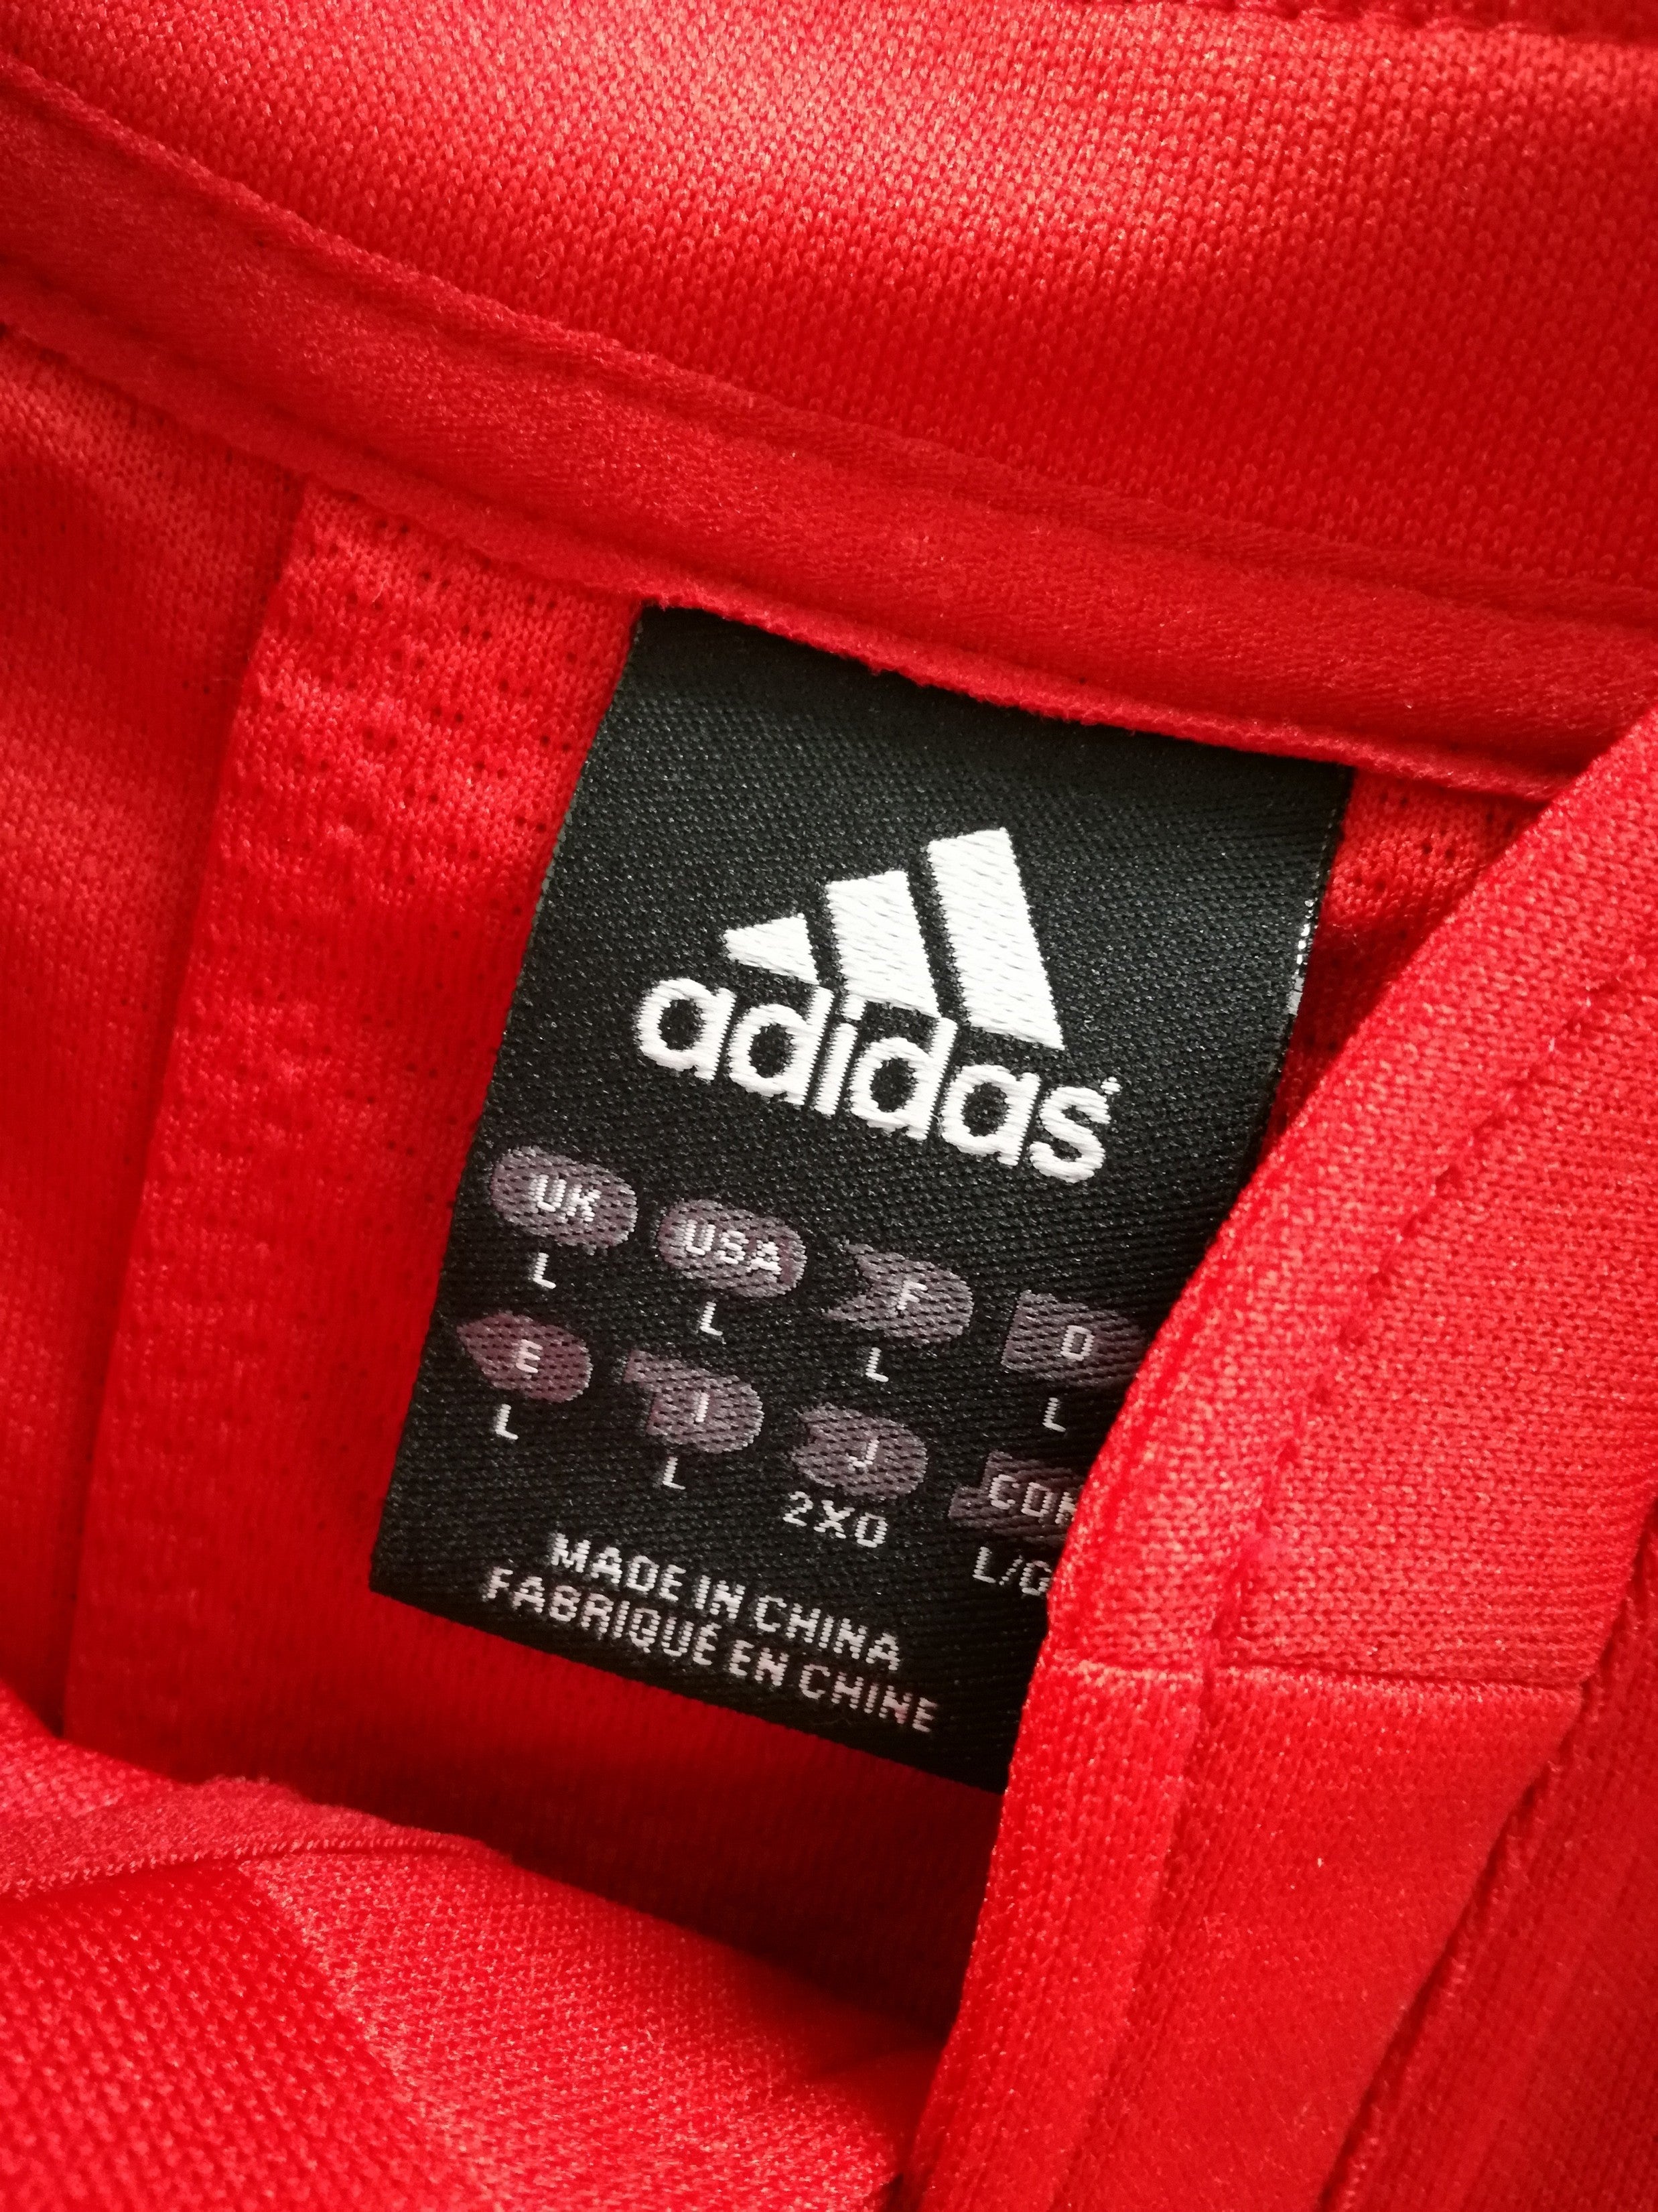 adidas
UK USA F D
L L L L
E I J
L L 2XO
MADE IN CHINA
FABRIQUÉ EN CHINE